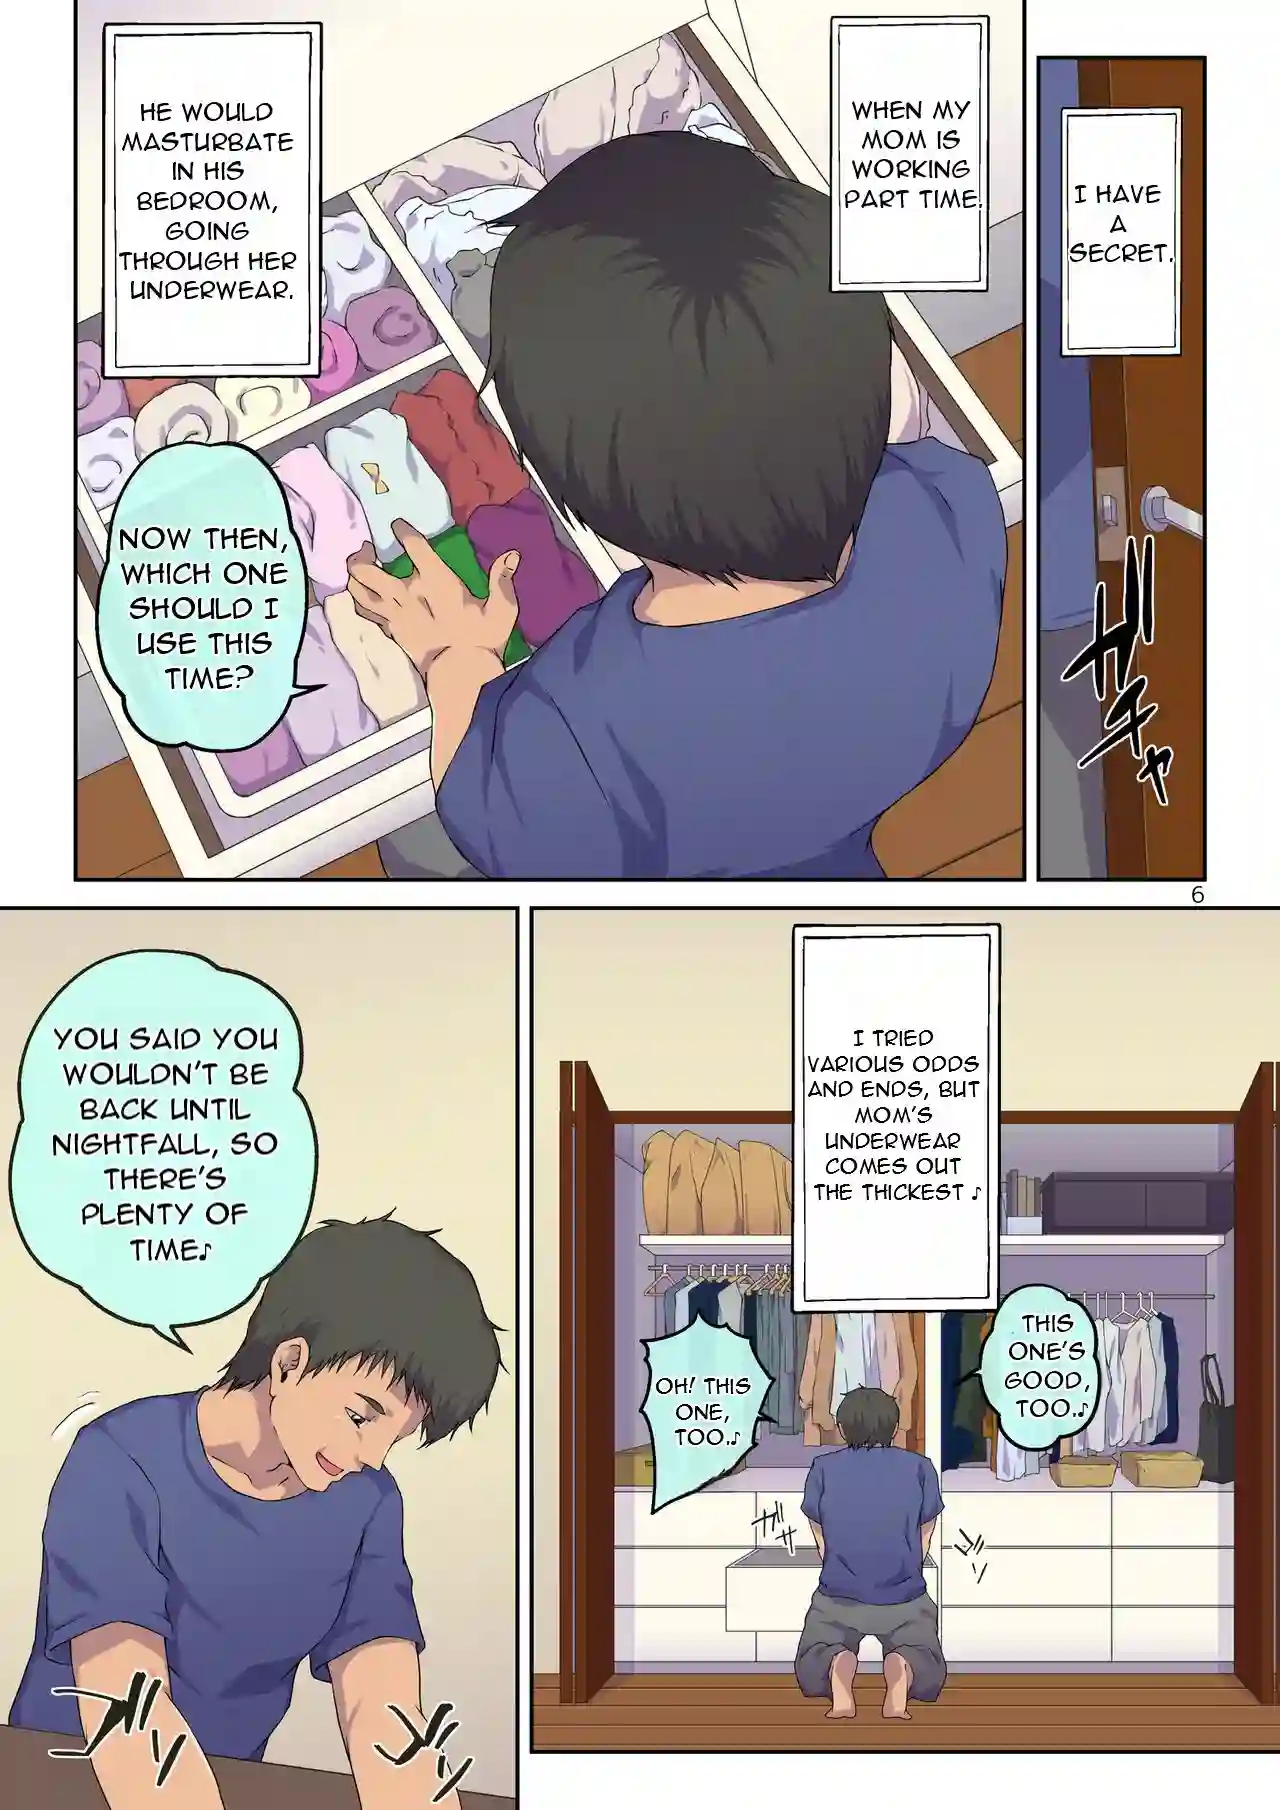 I HAVE
A
SECRET.
ガチャ
WHEN MY
MOM IS
WORKING
PART TIME.
HE WOULD
MASTURBATE
IN HIS
BEDROOM,
GOING
THROUGH HER
UNDERWEAR.
NOW THEN,
WHICH ONE
SHOULD I
USE THIS
TIME?
6
I TRIED
VARIOUS ODDS
AND ENDS, BUT
MOM'S
UNDERWEAR
COMES OUT
THE THICKEST ♪
THIS
ONE'S
GOOD,
TOO.♪
OH! THIS
ONE,
TOO.♪
ガサ
YOU SAID YOU
WOULDN'T BE
BACK UNTIL
NIGHTFALL, SO
THERE'S
PLENTY OF
TIME♪